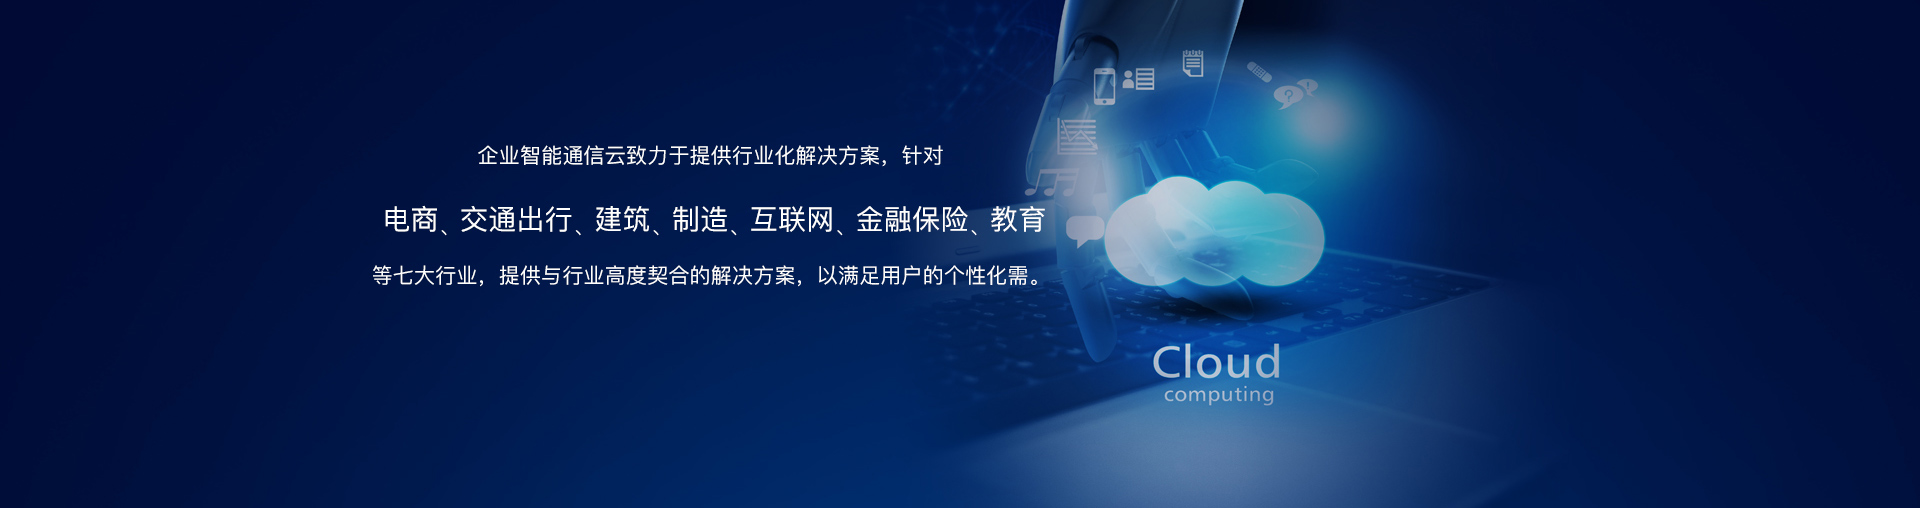 企业智能通信云致力于提供行业化解决方案，针对
电商、交通出行、建筑、制造、互联网、金融保险、教育
等七大行业，提供与行业高度契合的解决方案，以满足用户的个性化需。
Cloud
computing